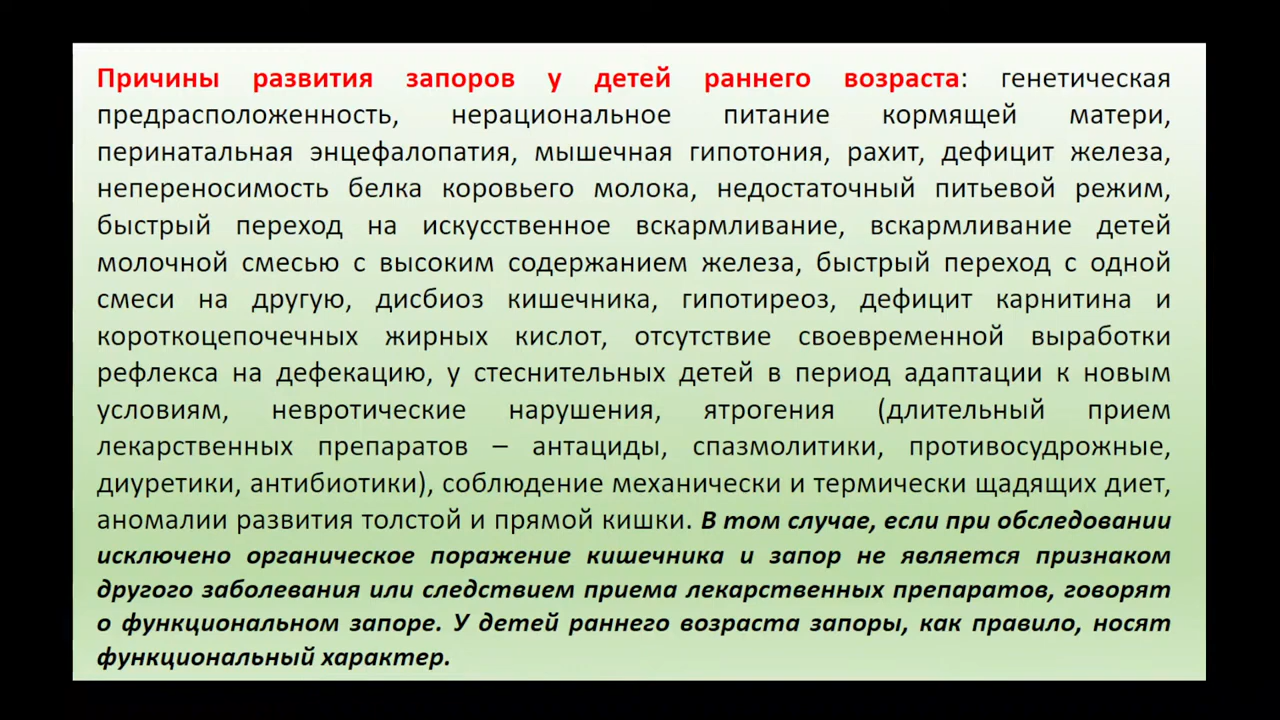 Причины развития запоров у детей раннего возраста: генетическая
предрасположенность, нерациональное питание кормящей матери,
перинатальная энцефалопатия, мышечная гипотония, рахит, дефицит железа,
непереносимость белка коровьего молока, недостаточный питьевой режим,
быстрый переход на искусственное вскармливание, вскармливание детей
молочной смесью с высоким содержанием железа, быстрый переход с одной
смеси на другую, дисбиоз кишечника, гипотиреоз, дефицит карнитина и
короткоцепочечных жирных кислот, отсутствие своевременной выработки
рефлекса на дефекацию, у стеснительных детей в период адаптации к новым
условиям, невротические нарушения, ятрогения (длительный прием
лекарственных препаратов – антациды, спазмолитики, противосудрожные,
диуретики, антибиотики), соблюдение механически и термически щадящих диет,
аномалии развития толстой и прямой кишки. В том случае, если при обследовании
исключено органическое поражение кишечника и запор не является признаком
другого заболевания или следствием приема лекарственных препаратов, говорят
о функциональном запоре. У детей раннего возраста запоры, как правило, носят
функциональный характер.